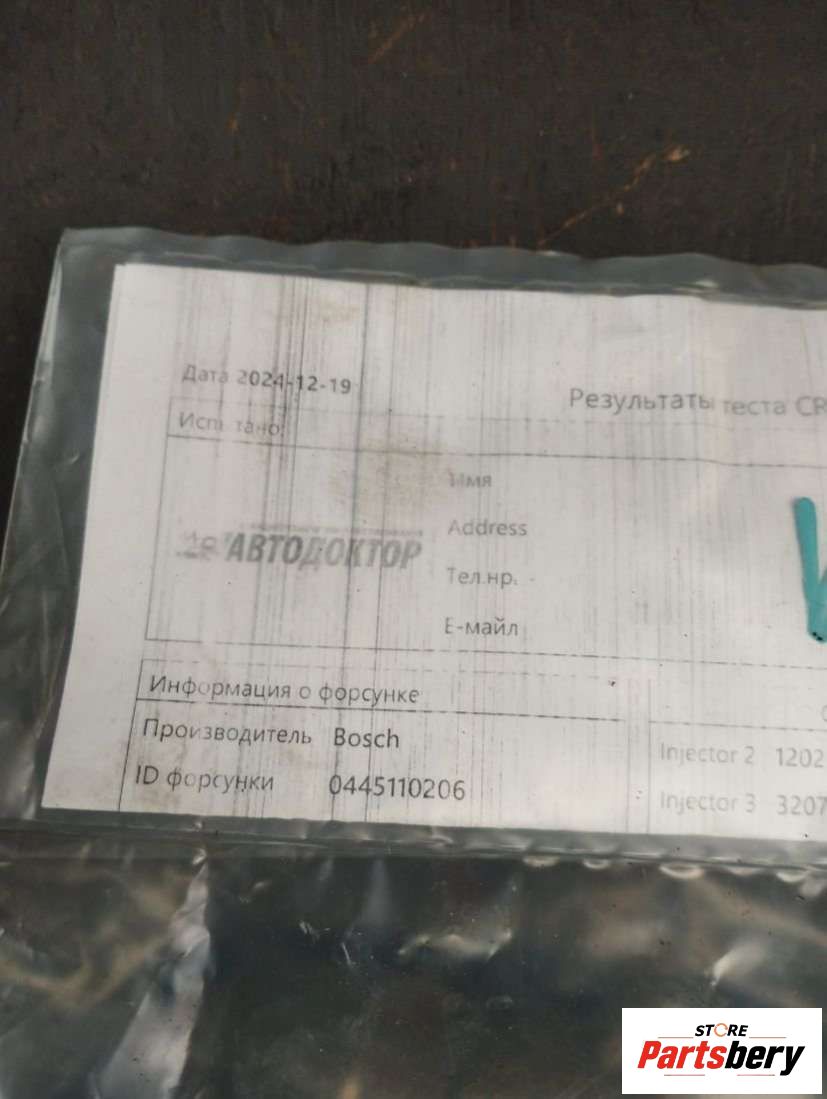 Дата 2024-12-19
Результаты теста CR
Испытано:
Имя
Address
АВТОДОКТОР
Тел.нр.
Е-майл
Информация о форсунке
Производитель Bosch
ID форсунки 0445110206
Injector 2 1202
Injector 3 3207
STORE
Partsbery